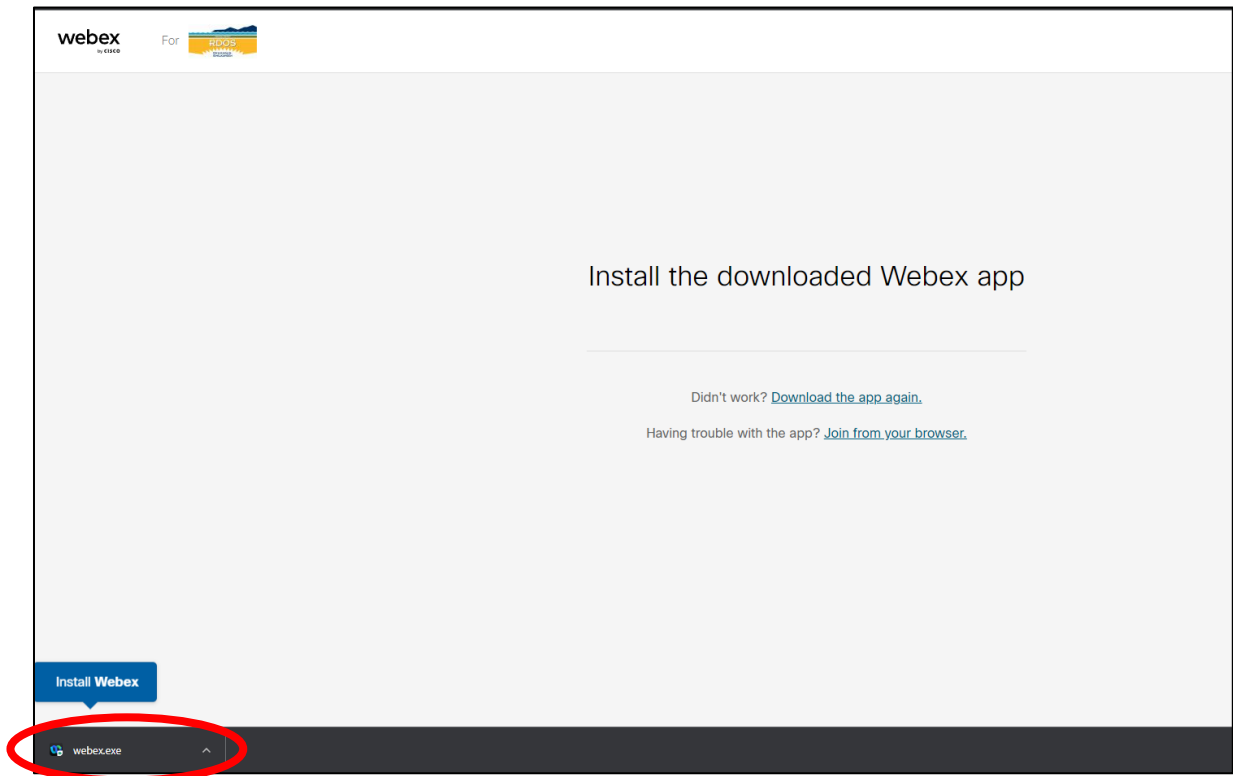 webex
by CISCO
For
RDOS
Install the downloaded Webex app
Didn't work? Download the app again.
Having trouble with the app? Join from your browser.
Install Webex
webex.exe